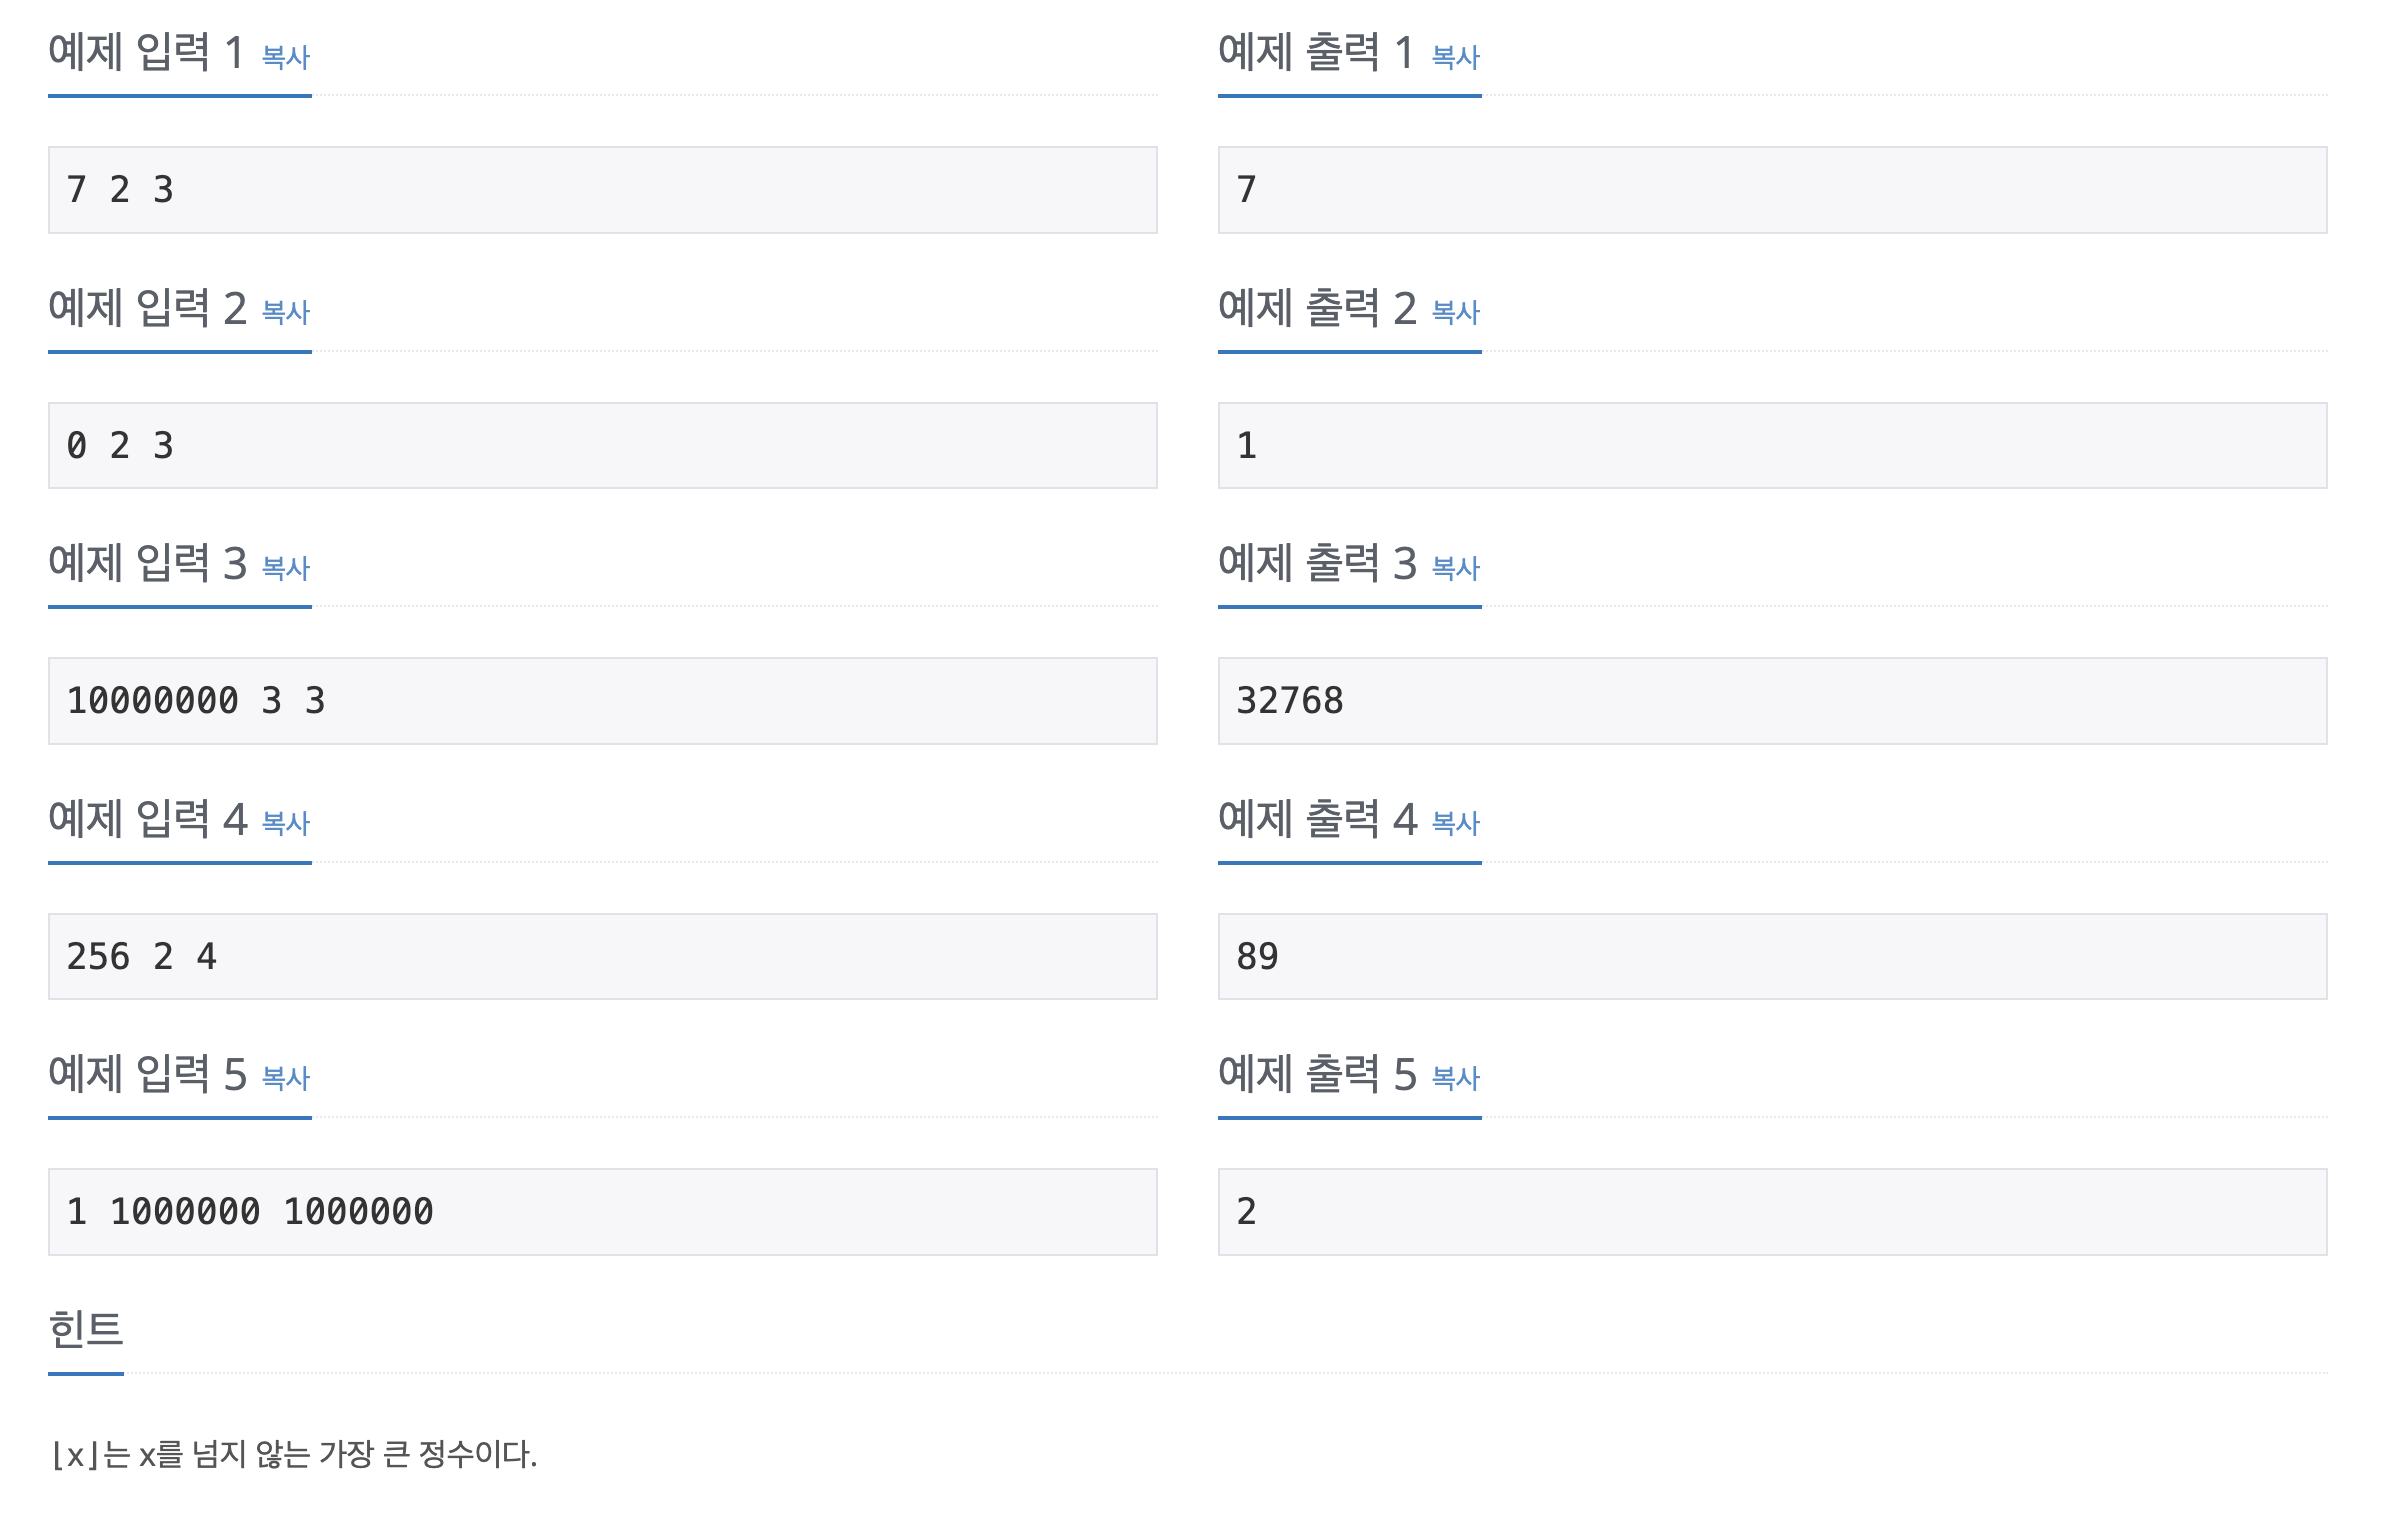 예제 입력 1 복사
예제 출력 1 복사
7 2 3
7
예제 입력 2 복사
예제 출력 2 복사
0 2 3
1
예제 입력 3 복사
예제 출력 3 복사
10000000 3 3
32768
예제 입력 4 복사
예제 출력 4 복사
256 2 4
89
예제 입력 5 복사
예제 출력 5 복사
1 1000000 1000000
2
힌트
⌊x⌋는 x를 넘지 않는 가장 큰 정수이다.